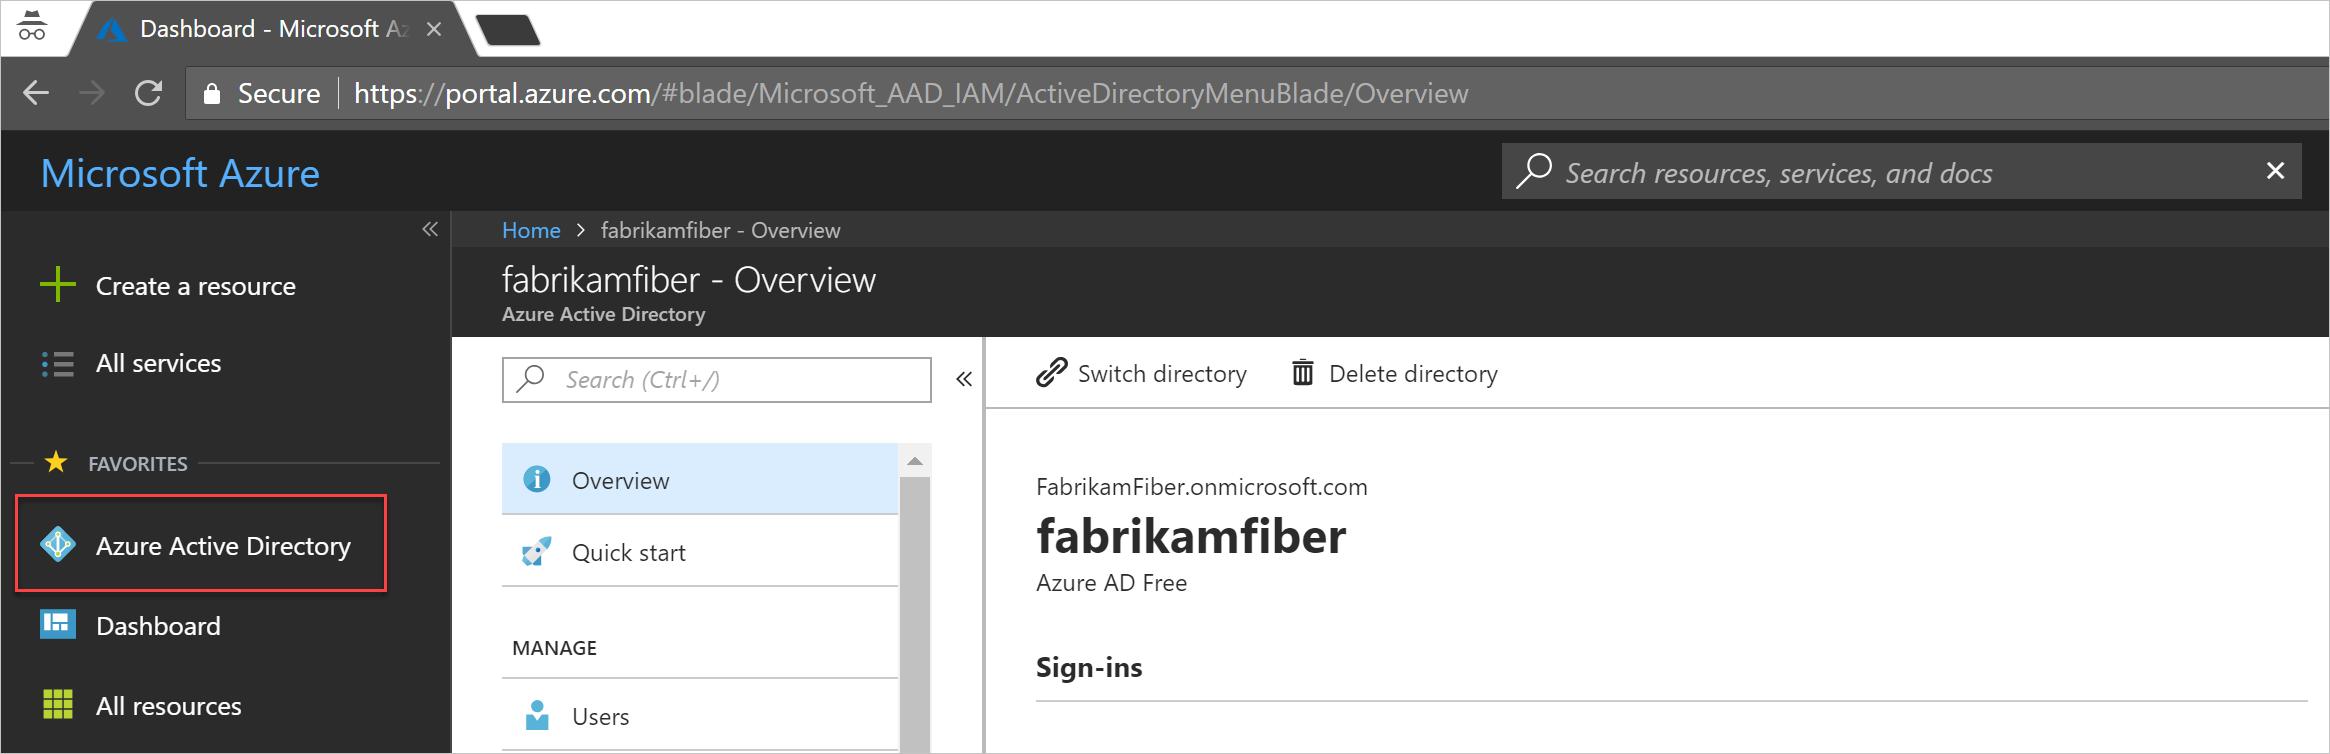 Dashboard - Microsoft Az
Secure
https://portal.azure.com/#blade/Microsoft_AAD_IAM/ActiveDirectoryMenuBlade/Overview
Microsoft Azure
Search resources, services, and docs
Create a resource
All services
FAVORITES
Azure Active Directory
Dashboard
All resources
Home > fabrikamfiber - Overview
fabrikamfiber - Overview
Azure Active Directory
Search (Ctrl+/)
Overview
Quick start
MANAGE
Users
Switch directory
Delete directory
FabrikamFiber.onmicrosoft.com
fabrikamfiber
Azure AD Free
Sign-ins